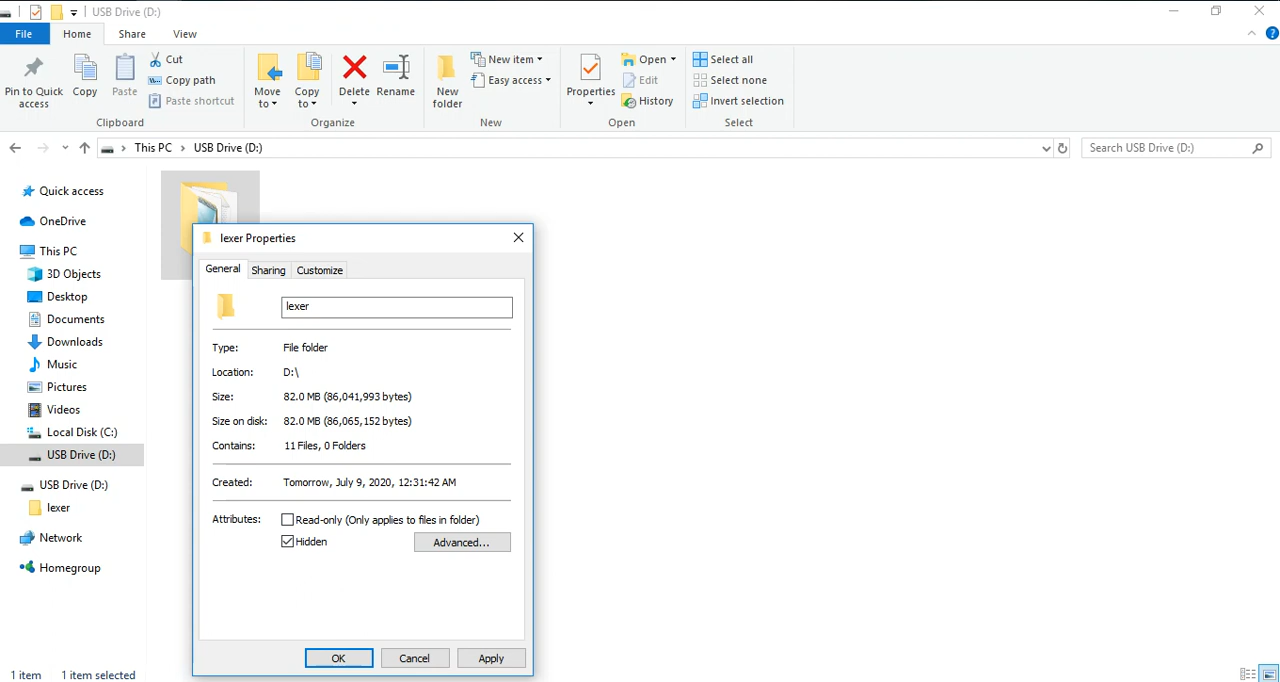 USB Drive (D:)
File Home Share View
Pin to Quick access
Copy
Paste
Cut
Copy path
Paste shortcut
Clipboard
Move to
Copy to
Delete
Rename
Organize
New folder
New item
Easy access
New
Properties
Open
Edit
History
Open
Select all
Select none
Invert selection
Select
This PC USB Drive (D:)
Search USB Drive (D:)
Quick access
OneDrive
This PC
3D Objects
Desktop
Documents
Downloads
Music
Pictures
Videos
Local Disk (C:)
USB Drive (D:)
USB Drive (D:)
lexer
Network
Homegroup
lexer Properties
General Sharing Customize
lexer
Type: File folder
Location: D:\
Size: 82.0 MB (86,041,993 bytes)
Size on disk: 82.0 MB (86,065,152 bytes)
Contains: 11 Files, 0 Folders
Created: Tomorrow, July 9, 2020, 12:31:42 AM
Attributes: Read-only (Only applies to files in folder)
Hidden Advanced...
OK Cancel Apply
1 item 1 item selected